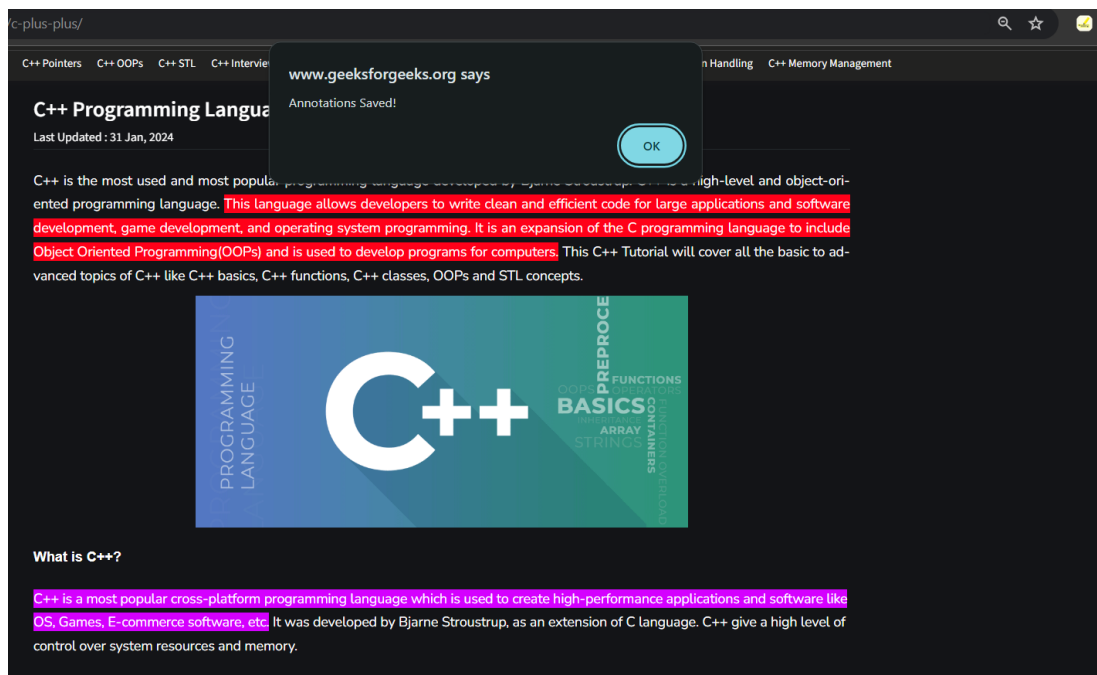 /c-plus-plus/
C++ Pointers C++ OOPs C++ STL C++ Interview n Handling C++ Memory Management
www.geeksforgeeks.org says
Annotations Saved!
OK
C++ Programming Langua
Last Updated : 31 Jan, 2024
C++ is the most used and most popular programming language developed by Bjarne Stroustrup. C++ is a high-level and object-ori-
ented programming language. This language allows developers to write clean and efficient code for large applications and software
development, game development, and operating system programming. It is an expansion of the C programming language to include
Object Oriented Programming(OOPs) and is used to develop programs for computers. This C++ Tutorial will cover all the basic to ad-
vanced topics of C++ like C++ basics, C++ functions, C++ classes, OOPs and STL concepts.
PROGRAMMING
LANGUAGE
C++
PREPROCE
FUNCTIONS
OOPS OPERATORS
BASICS
INHERITANCE
ARRAY
STRINGS
CONTAINERS
FUNCTION OVERLOAD
What is C++?
C++ is a most popular cross-platform programming language which is used to create high-performance applications and software like
OS, Games, E-commerce software, etc. It was developed by Bjarne Stroustrup, as an extension of C language. C++ give a high level of
control over system resources and memory.